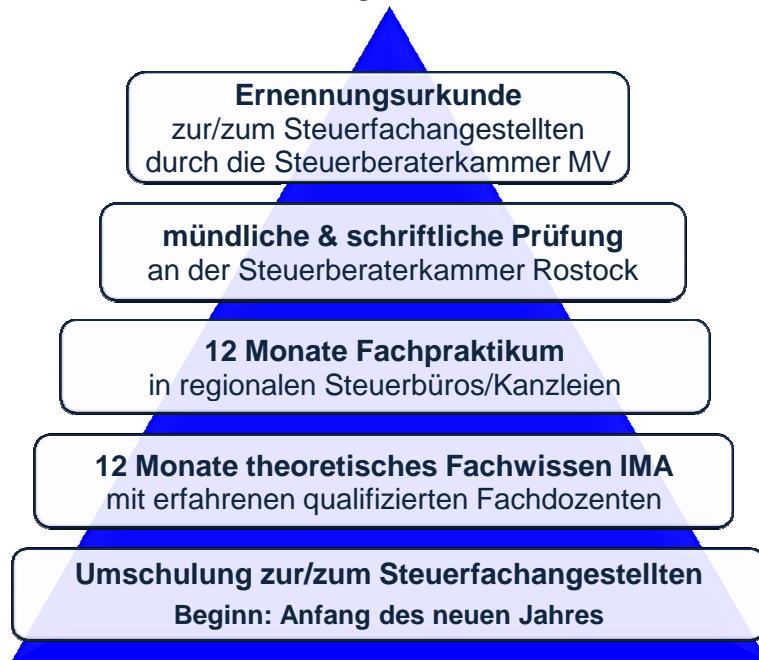 Ernennungsurkunde
zur/zum Steuerfachangestellten
durch die Steuerberaterkammer MV
mündliche & schriftliche Prüfung
an der Steuerberaterkammer Rostock
12 Monate Fachpraktikum
in regionalen Steuerbüros/Kanzleien
12 Monate theoretisches Fachwissen IMA
mit erfahrenen qualifizierten Fachdozenten
Umschulung zur/zum Steuerfachangestellten
Beginn: Anfang des neuen Jahres